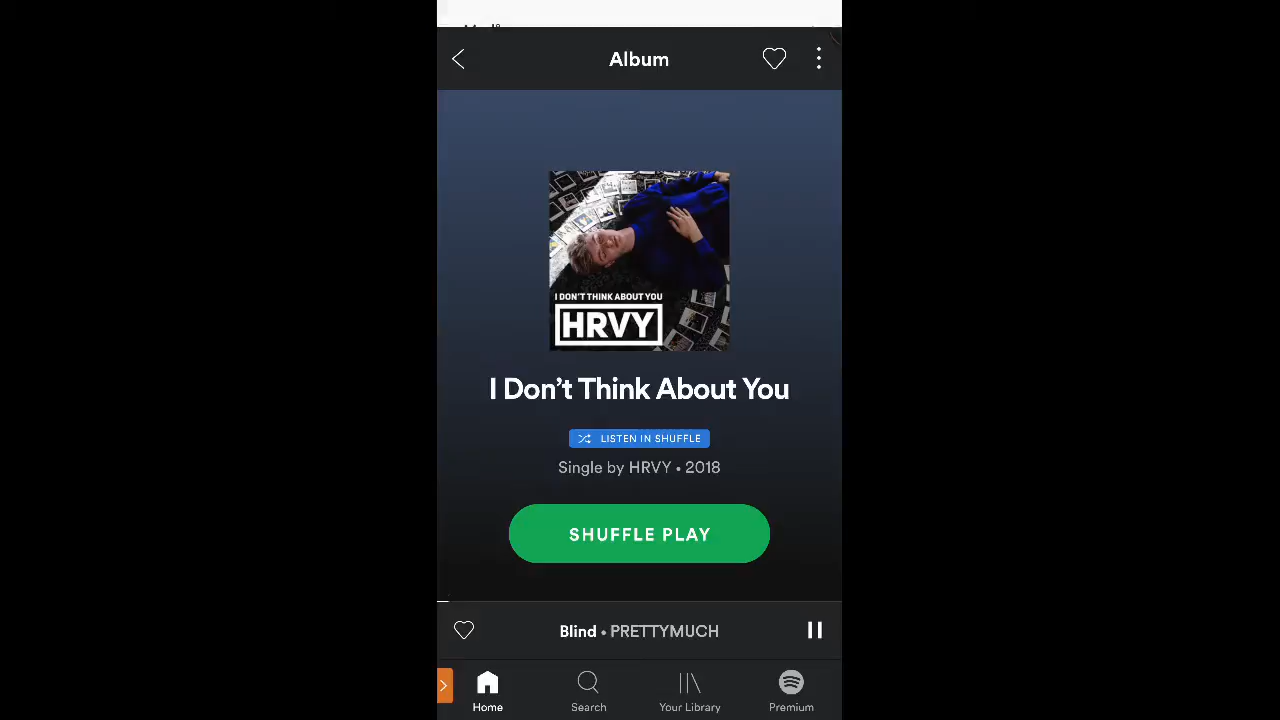 Album
I DON'T THINK ABOUT YOU
HRVY
I Don't Think About You
LISTEN IN SHUFFLE
Single by HRVY • 2018
SHUFFLE PLAY
Blind • PRETTYMUCH
Home
Search
Your Library
Premium